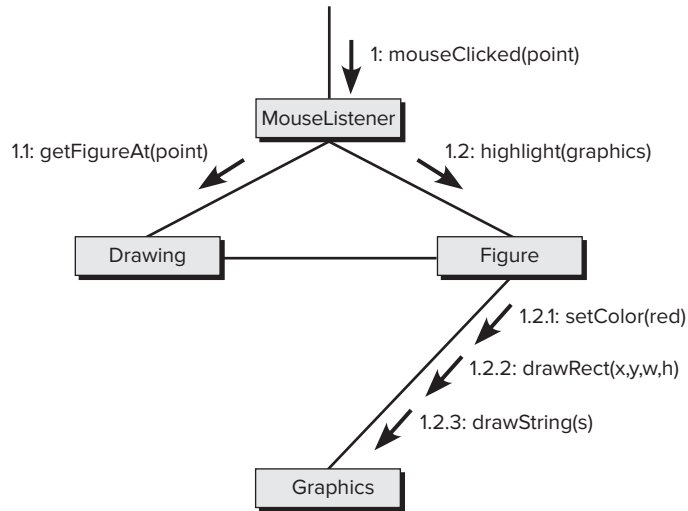 1: mouseClicked(point)
MouseListener
1.1: getFigureAt(point)
1.2: highlight(graphics)
Drawing
Figure
1.2.1: setColor(red)
1.2.2: drawRect(x,y,w,h)
1.2.3: drawString(s)
Graphics